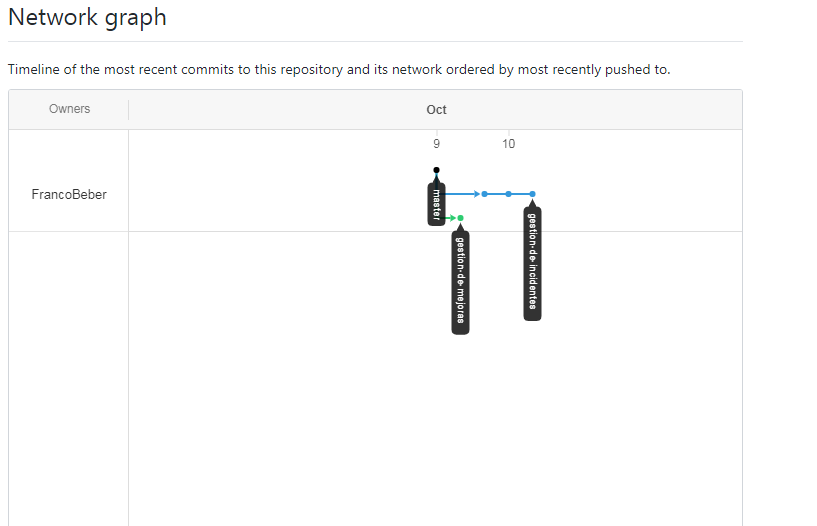 Network graph
Timeline of the most recent commits to this repository and its network ordered by most recently pushed to.
Owners
Oct
9
10
FrancoBeber
master
gestion-de-mejoras
gestion-de-incidentes